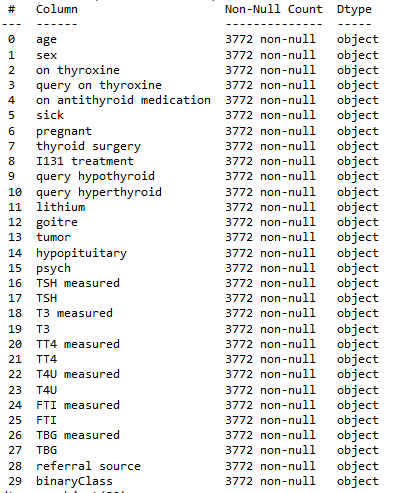 #   Column                     Non-Null Count  Dtype
---  ------                     --------------  -----
0   age                        3772 non-null   object
1   sex                        3772 non-null   object
2   on thyroxine               3772 non-null   object
3   query on thyroxine         3772 non-null   object
4   on antithyroid medication  3772 non-null   object
5   sick                       3772 non-null   object
6   pregnant                   3772 non-null   object
7   thyroid surgery            3772 non-null   object
8   I131 treatment             3772 non-null   object
9   query hypothyroid          3772 non-null   object
10  query hyperthyroid         3772 non-null   object
11  lithium                    3772 non-null   object
12  goitre                     3772 non-null   object
13  tumor                      3772 non-null   object
14  hypopituitary              3772 non-null   object
15  psych                      3772 non-null   object
16  TSH measured               3772 non-null   object
17  TSH                        3772 non-null   object
18  T3 measured                3772 non-null   object
19  T3                         3772 non-null   object
20  TT4 measured               3772 non-null   object
21  TT4                        3772 non-null   object
22  T4U measured               3772 non-null   object
23  T4U                        3772 non-null   object
24  FTI measured               3772 non-null   object
25  FTI                        3772 non-null   object
26  TBG measured               3772 non-null   object
27  TBG                        3772 non-null   object
28  referral source            3772 non-null   object
29  binaryClass                3772 non-null   object